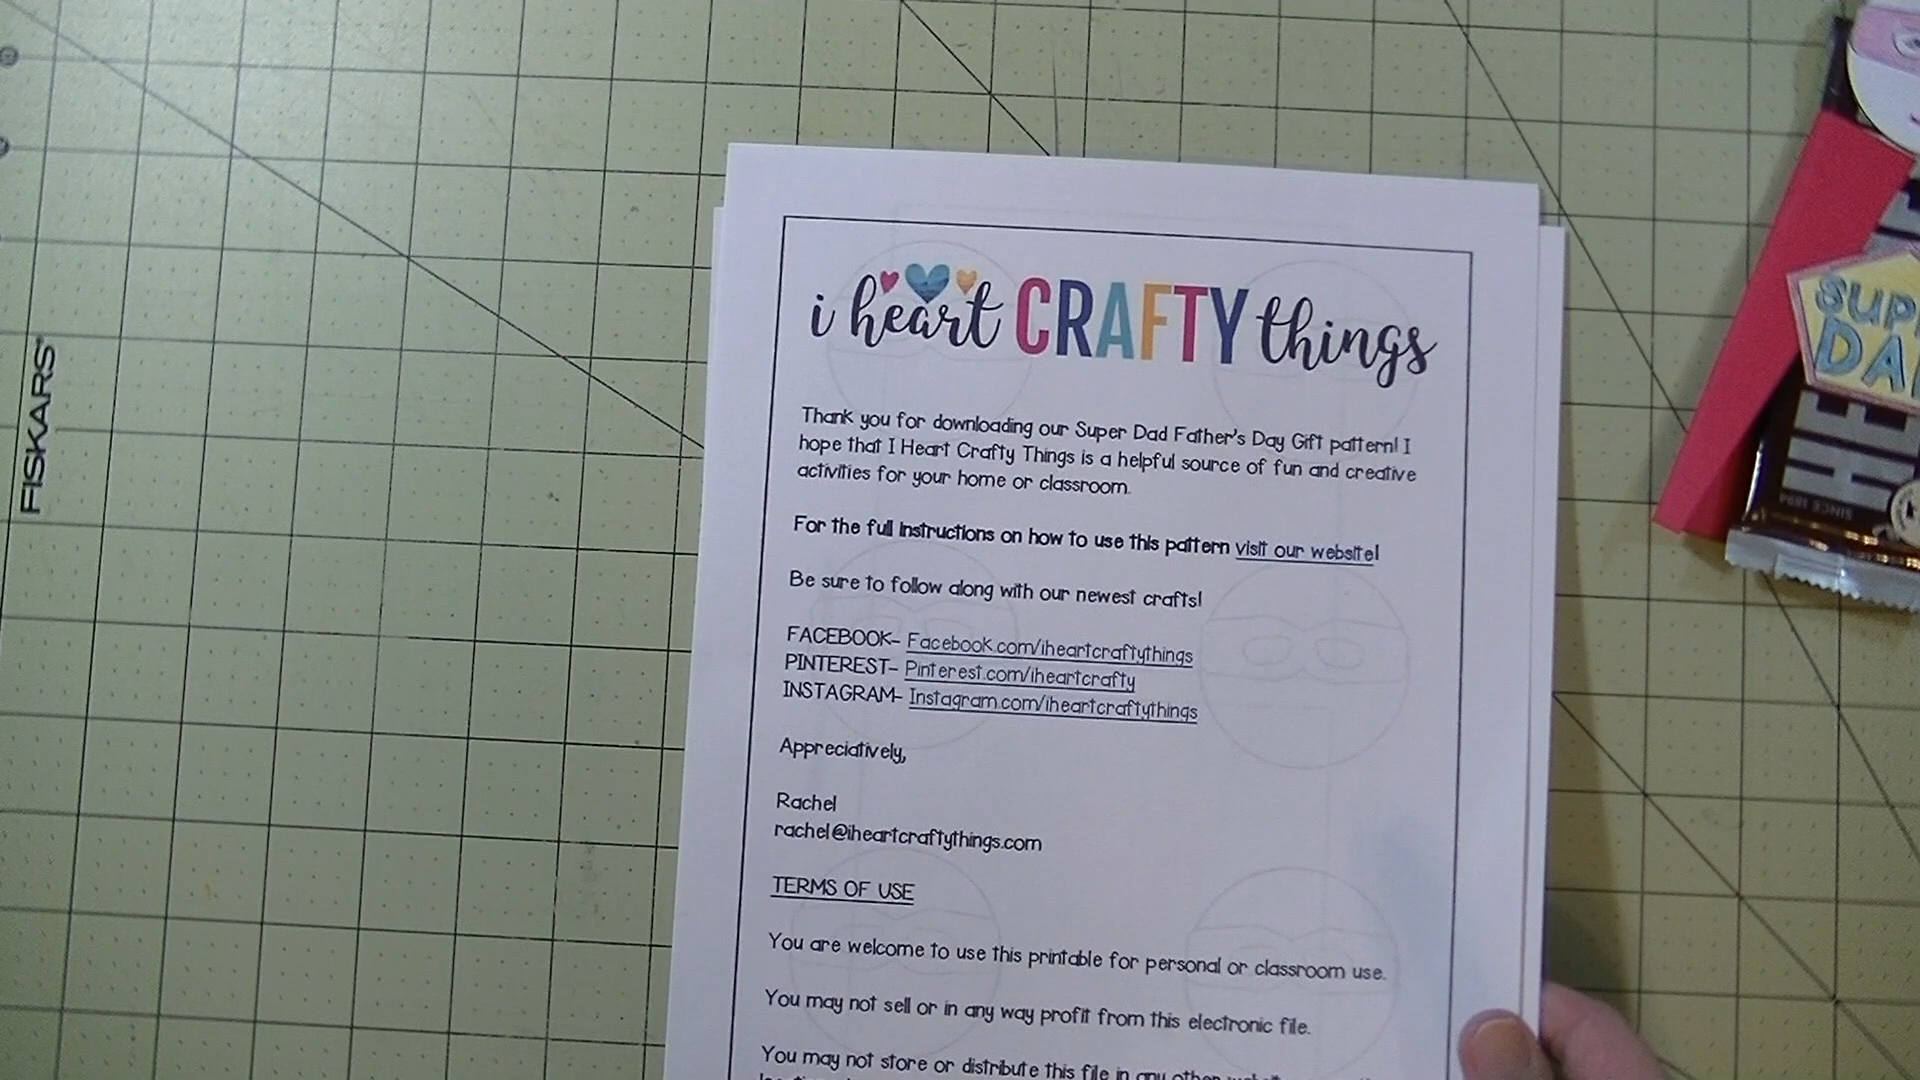 i heart CRAFTY things
Thank you for downloading our Super Dad Father's Day Gift pattern! I
hope that I Heart Crafty Things is a helpful source of fun and creative
activities for your home or classroom.
For the full instructions on how to use this pattern visit our website!
Be sure to follow along with our newest crafts!
FACEBOOK- Facebook.com/iheartcraftythings
PINTEREST- Pinterest.com/iheartcrafty
INSTAGRAM- Instagram.com/iheartcraftythings
Appreciatively,
Rachel
rachel@iheartcraftythings.com
TERMS OF USE
You are welcome to use this printable for personal or classroom use.
You may not sell or in any way profit from this electronic file.
You may not store or distribute this file in any other
FISKARS
SUP
DA
HE
SINCE 1894